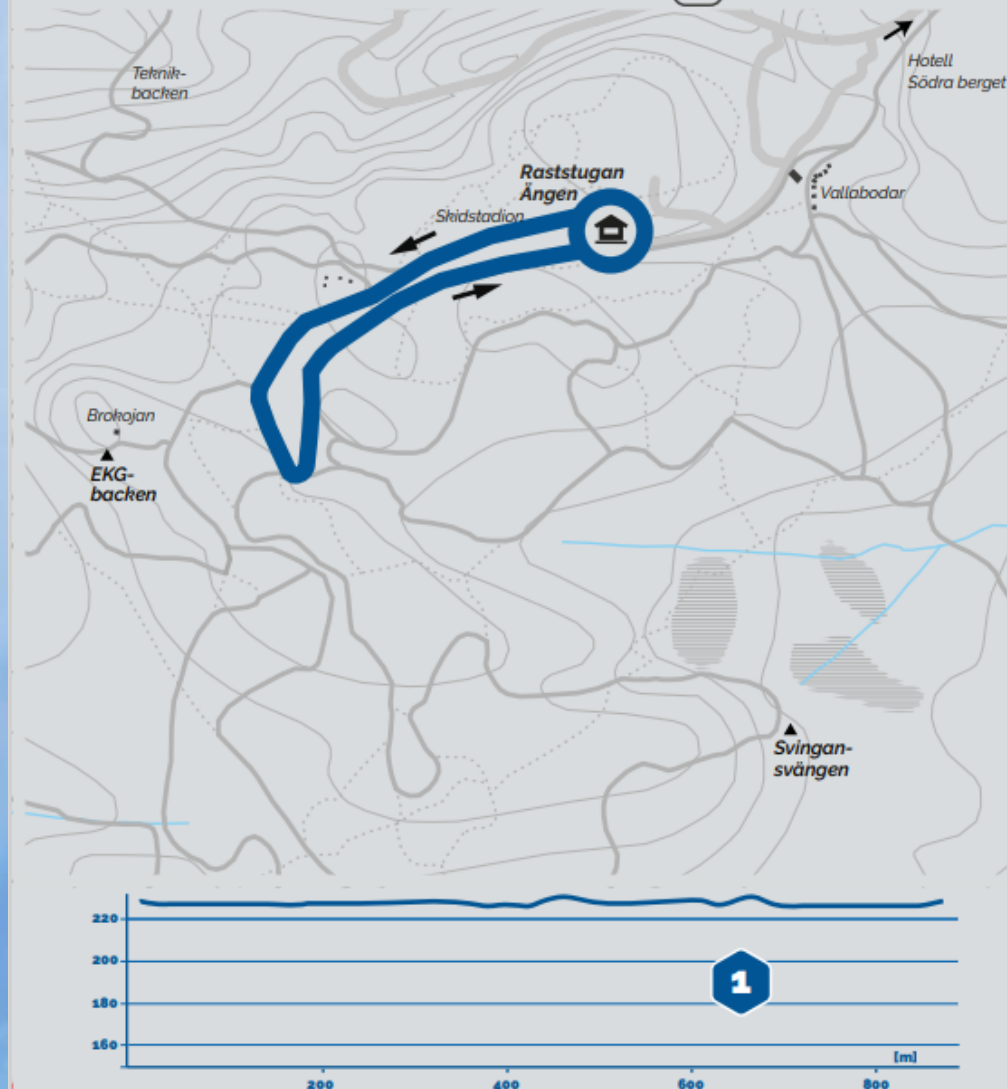 Teknik-
backen
Hotell
Södra berget
Raststugan
Ängen
Skidstadion
Vallabodar
Brokojan
EKG-
backen
Svingan-
svängen
220
200
180
160
1
[m]
200
400
600
800